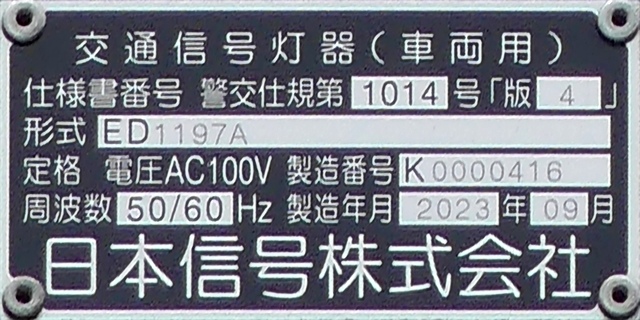 交通信号灯器(車両用)
仕様書番号 警交仕規第 1014 号「版 4 」
形式 ED1197A
定格 電圧AC100V 製造番号 K0000416
周波数 50/60 Hz 製造年月 2023 年 09 月
日本信号株式会社